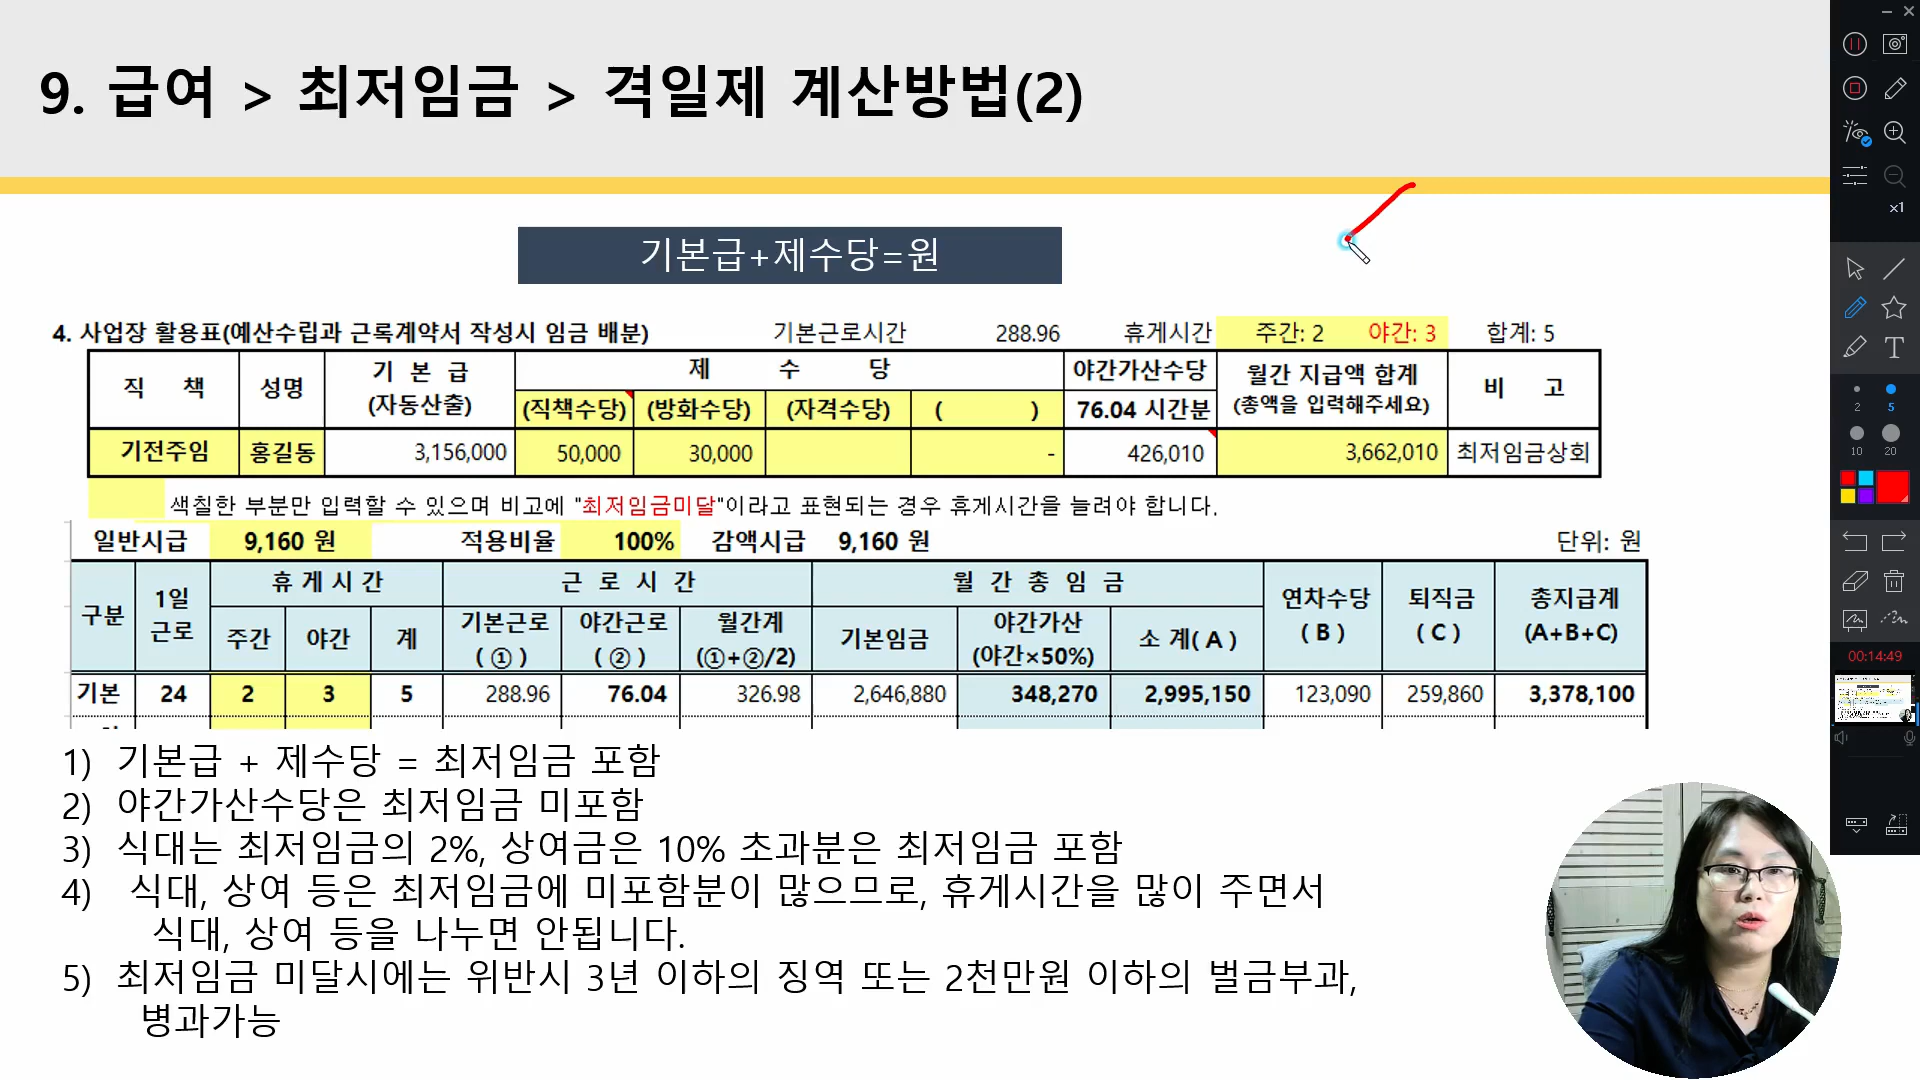 9. 급여 > 최저임금 > 격일제 계산방법(2)
기본급+제수당=원
4. 사업장 활용표(예산수립과 근록계약서 작성시 임금 배분) 기본근로시간 288.96 휴게시간 주간: 2 야간: 3 합계: 5
직 책 성명 기 본 급 (자동산출) 제 수 당 야간가산수당 월간 지급액 합계 (총액을 입력해주세요) 비 고
(직책수당) (방화수당) (자격수당) ( ) 76.04 시간분
기전주임 홍길동 3,156,000 50,000 30,000 - 426,010 3,662,010 최저임금상회
색칠한 부분만 입력할 수 있으며 비고에 "최저임금미달"이라고 표현되는 경우 휴게시간을 늘려야 합니다.
일반시급 9,160 원 적용비율 100% 감액시급 9,160 원 단위: 원
구분 1일 근로 휴 게 시 간 근 로 시 간 월 간 총 임 금 연차수당 ( B ) 퇴직금 ( C ) 총지급계 (A+B+C)
주간 야간 계 기본근로 ( ① ) 야간근로 ( ② ) 월간계 (①+②/2) 기본임금 야간가산 (야간×50%) 소 계( A )
기본 24 2 3 5 288.96 76.04 326.98 2,646,880 348,270 2,995,150 123,090 259,860 3,378,100
1) 기본급 + 제수당 = 최저임금 포함
2) 야간가산수당은 최저임금 미포함
3) 식대는 최저임금의 2%, 상여금은 10% 초과분은 최저임금 포함
4) 식대, 상여 등은 최저임금에 미포함분이 많으므로, 휴게시간을 많이 주면서
식대, 상여 등을 나누면 안됩니다.
5) 최저임금 미달시에는 위반시 3년 이하의 징역 또는 2천만원 이하의 벌금부과,
병과가능
x1
T
2 5
10 20
00:14:49